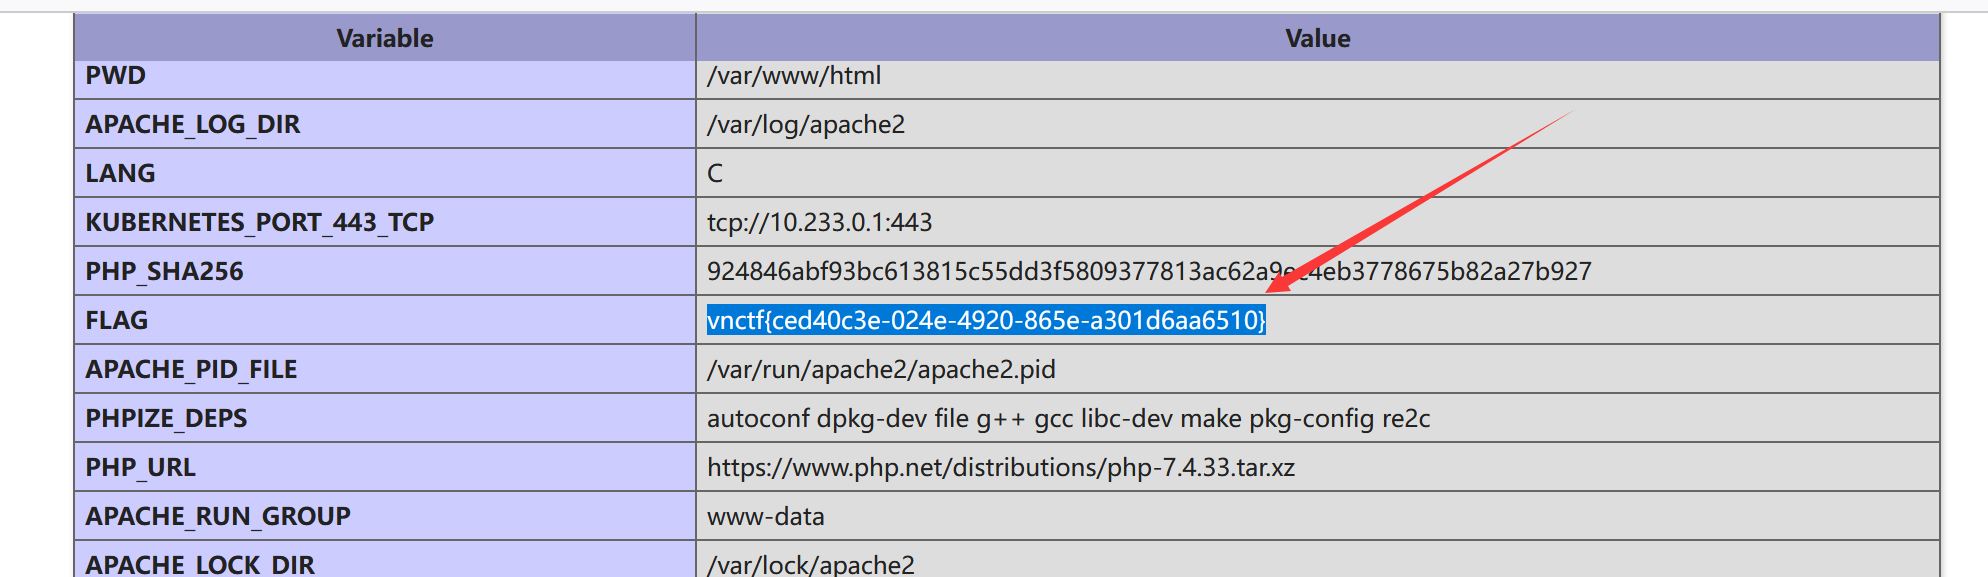 Variable Value
PWD /var/www/html
APACHE_LOG_DIR /var/log/apache2
LANG C
KUBERNETES_PORT_443_TCP tcp://10.233.0.1:443
PHP_SHA256 924846abf93bc613815c55dd3f5809377813ac62a9ec4eb3778675b82a27b927
FLAG vnctf{ced40c3e-024e-4920-865e-a301d6aa6510}
APACHE_PID_FILE /var/run/apache2/apache2.pid
PHPIZE_DEPS autoconf dpkg-dev file g++ gcc libc-dev make pkg-config re2c
PHP_URL https://www.php.net/distributions/php-7.4.33.tar.xz
APACHE_RUN_GROUP www-data
APACHE_LOCK_DIR /var/lock/apache2